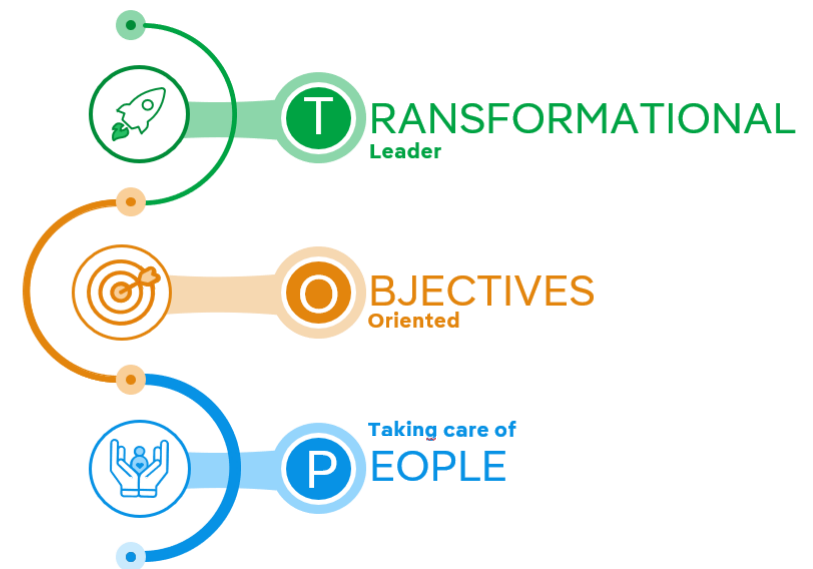 TRANSFORMATIONAL
Leader
OBJECTIVES
Oriented
Taking care of
PEOPLE